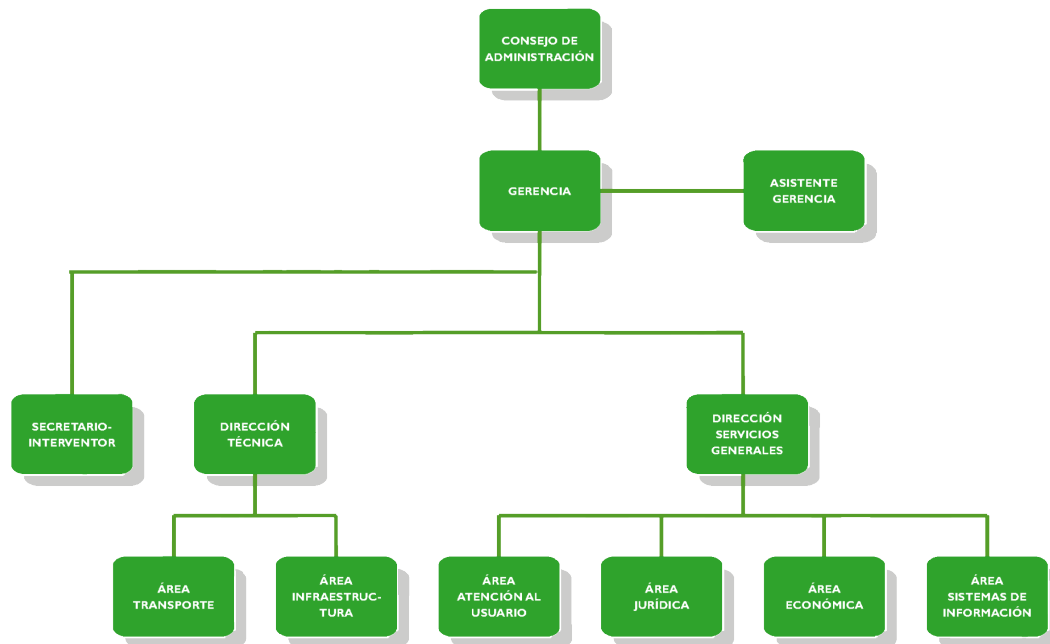 CONSEJO DE
ADMINISTRACIÓN
GERENCIA
ASISTENTE
GERENCIA
SECRETARIO-
INTERVENTOR
DIRECCIÓN
TÉCNICA
DIRECCIÓN
SERVICIOS
GENERALES
ÁREA
TRANSPORTE
ÁREA
INFRAESTRUC-
TURA
ÁREA
ATENCIÓN AL
USUARIO
ÁREA
JURÍDICA
ÁREA
ECONÓMICA
ÁREA
SISTEMAS DE
INFORMACIÓN